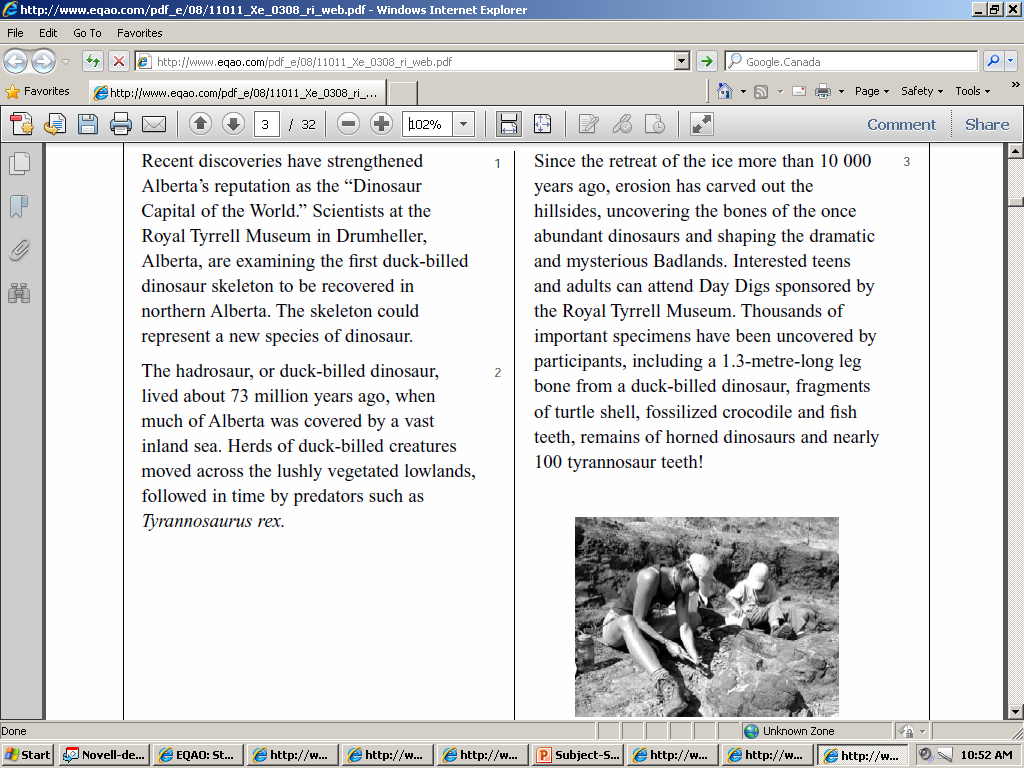 http://www.eqao.com/pdf_e/08/11011_Xe_0308_ri_web.pdf - Windows Internet Explorer
File Edit Go To Favorites
http://www.eqao.com/pdf_e/08/11011_Xe_0308_ri_web.pdf
Google.Canada
Favorites
http://www.eqao.com/pdf_e/08/11011_Xe_0308_ri_...
Page Safety Tools
3 / 32
102%
Comment Share
Recent discoveries have strengthened 1
Alberta’s reputation as the “Dinosaur
Capital of the World.” Scientists at the
Royal Tyrrell Museum in Drumheller,
Alberta, are examining the first duck-billed
dinosaur skeleton to be recovered in
northern Alberta. The skeleton could
represent a new species of dinosaur.
The hadrosaur, or duck-billed dinosaur, 2
lived about 73 million years ago, when
much of Alberta was covered by a vast
inland sea. Herds of duck-billed creatures
moved across the lushly vegetated lowlands,
followed in time by predators such as
Tyrannosaurus rex.
Since the retreat of the ice more than 10 000 3
years ago, erosion has carved out the
hillsides, uncovering the bones of the once
abundant dinosaurs and shaping the dramatic
and mysterious Badlands. Interested teens
and adults can attend Day Digs sponsored by
the Royal Tyrrell Museum. Thousands of
important specimens have been uncovered by
participants, including a 1.3-metre-long leg
bone from a duck-billed dinosaur, fragments
of turtle shell, fossilized crocodile and fish
teeth, remains of horned dinosaurs and nearly
100 tyrannosaur teeth!
Done
Unknown Zone
Start Novell-de... EQAO: St... http://w... http://w... http://w... Subject-S... http://w... http://w... http://w... 10:52 AM